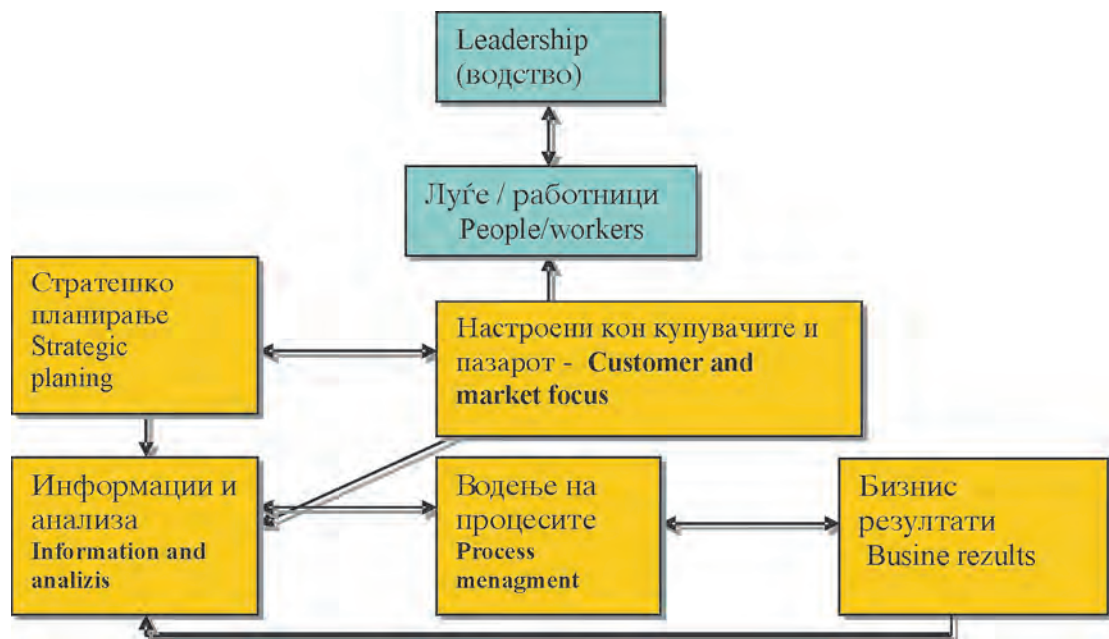 Leadership
(водство)
Луѓе / работници
People/workers
Стратешко
планирање
Strategic
planing
Настроени кон купувачите и
пазарот - Customer and
market focus
Информации и
анализа
Information and
analizis
Водење на
процесите
Process
menagment
Бизнис
резултати
Busine rezults